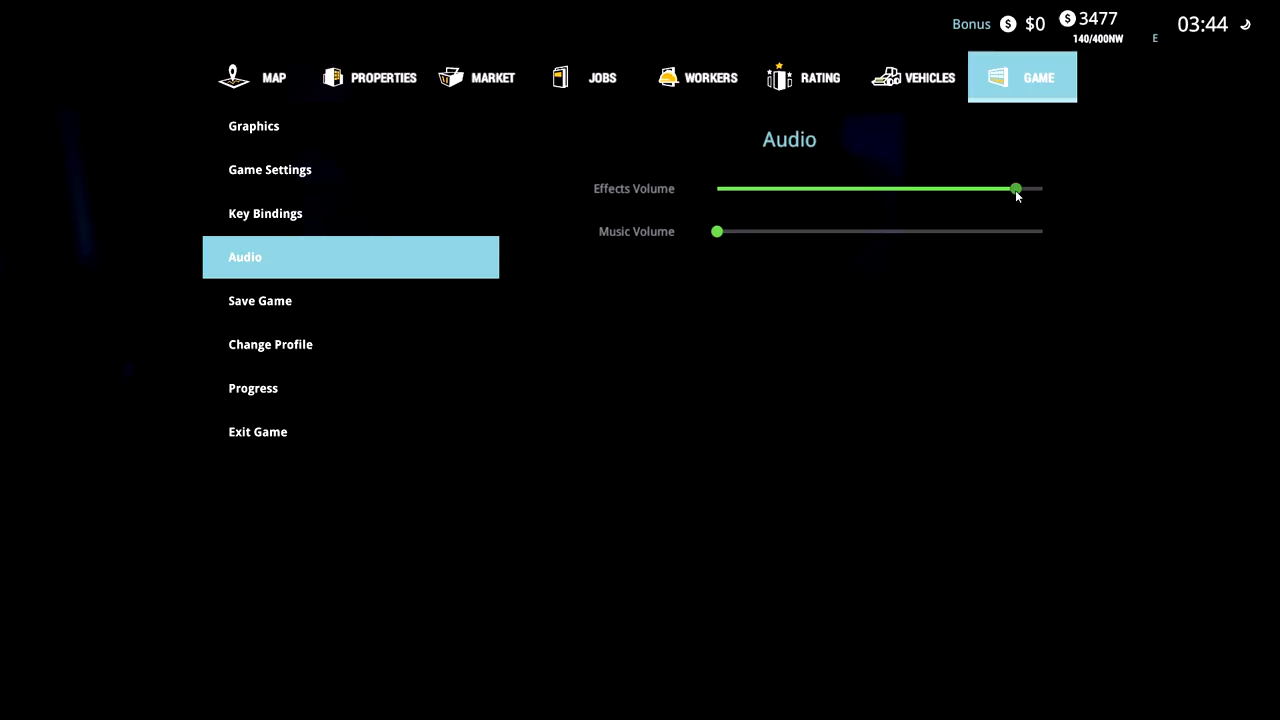 Bonus $ $0 $ 3477 03:44
140/400NW E
MAP PROPERTIES MARKET JOBS WORKERS RATING VEHICLES GAME
Graphics
Game Settings
Key Bindings
Audio
Save Game
Change Profile
Progress
Exit Game
Audio
Effects Volume
Music Volume